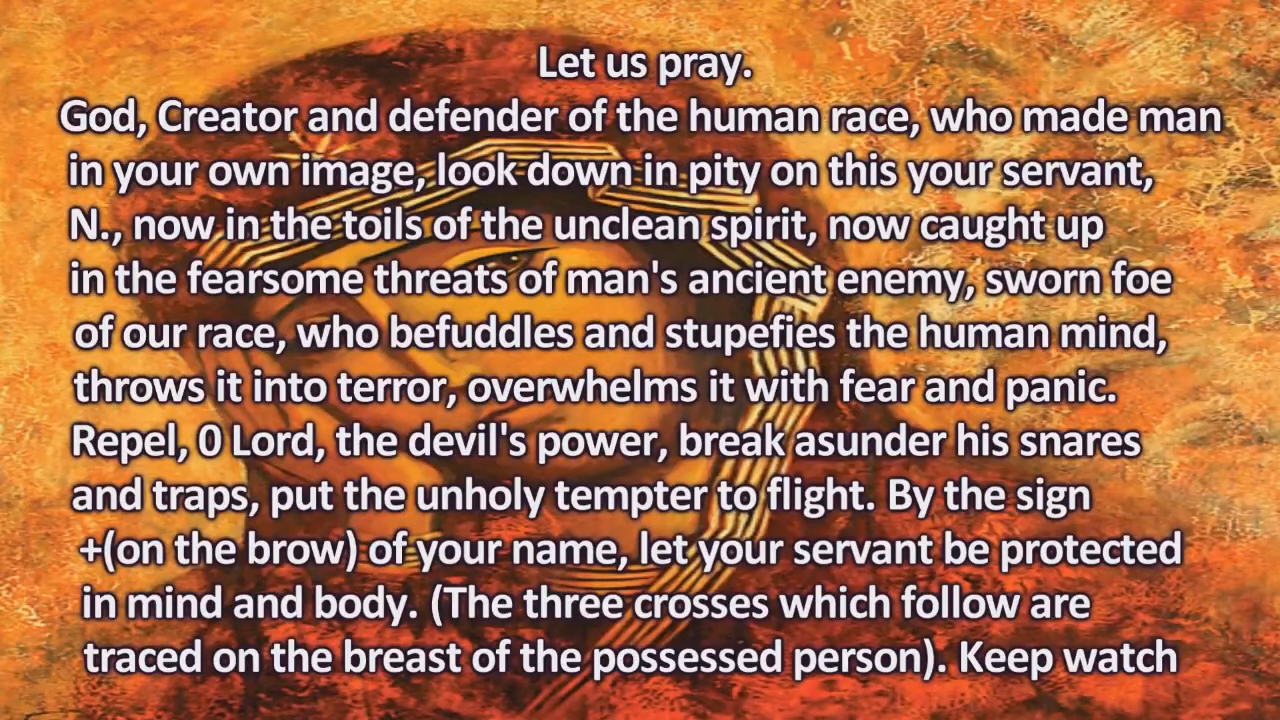 Let us pray.
God, Creator and defender of the human race, who made man
in your own image, look down in pity on this your servant,
N., now in the toils of the unclean spirit, now caught up
in the fearsome threats of man's ancient enemy, sworn foe
of our race, who befuddles and stupefies the human mind,
throws it into terror, overwhelms it with fear and panic.
Repel, 0 Lord, the devil's power, break asunder his snares
and traps, put the unholy tempter to flight. By the sign
+(on the brow) of your name, let your servant be protected
in mind and body. (The three crosses which follow are
traced on the breast of the possessed person). Keep watch